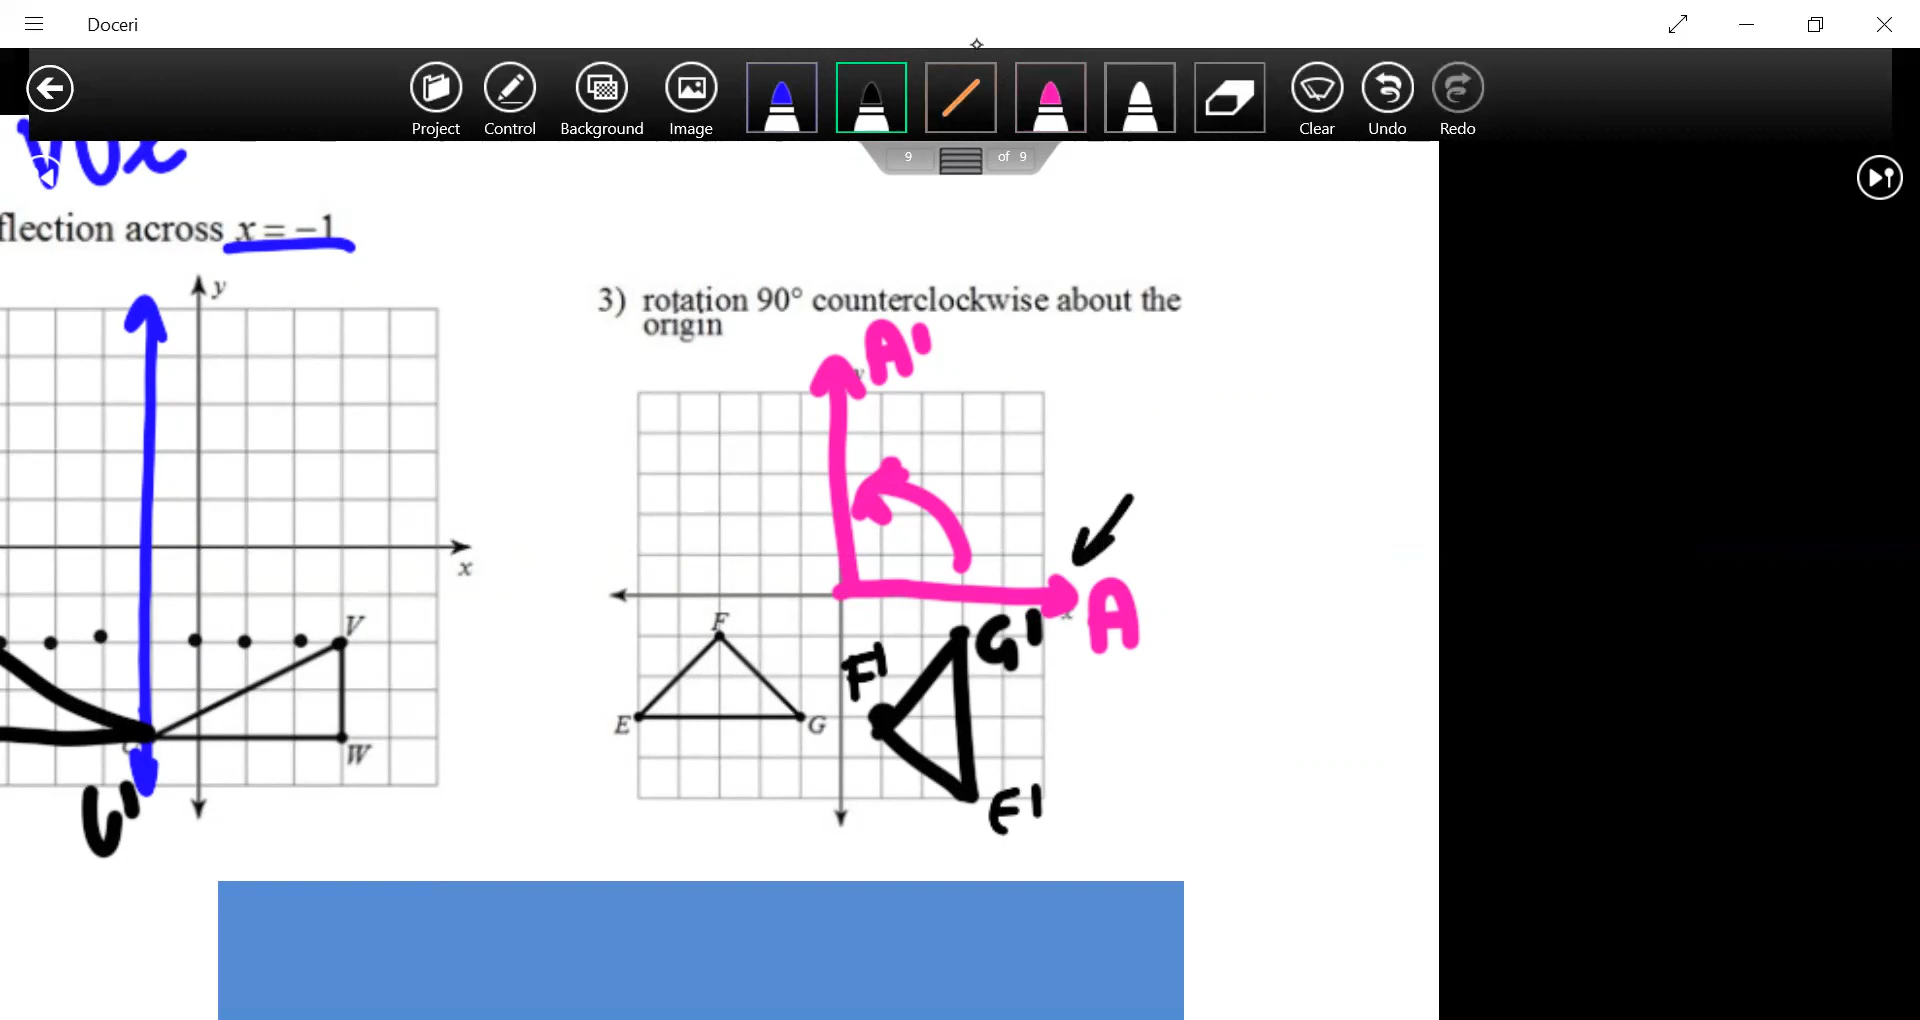 Doceri
Project
Control
Background
Image
Clear
Undo
Redo
9
of 9
flection across x = −1
y
x
V
W
U'
3) rotation 90° counterclockwise about the
origin
A'
A
F
E
G
F'
G'
E'